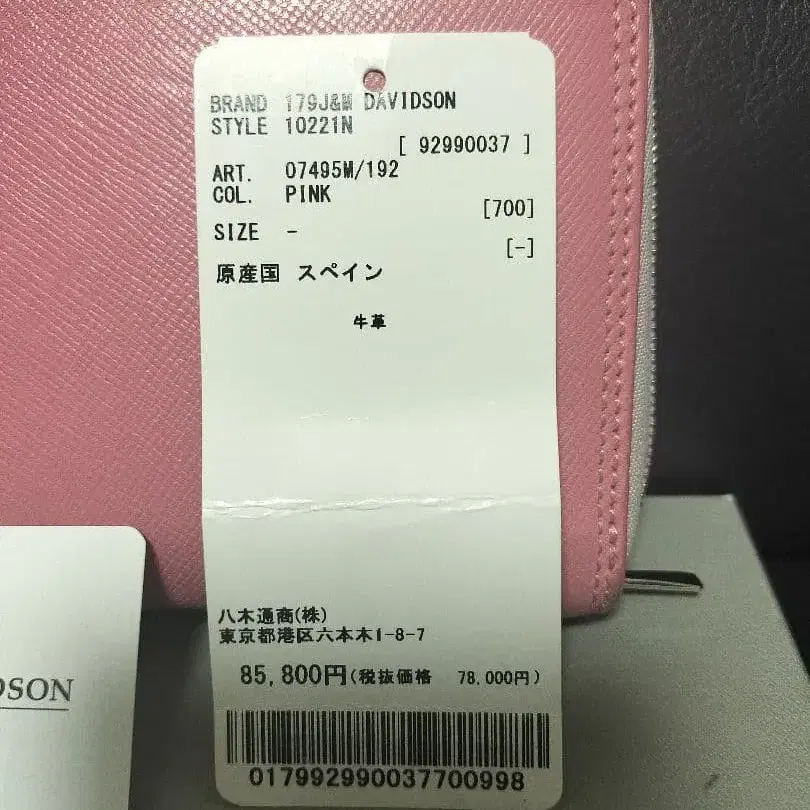 BRAND 179J&M DAVIDSON
STYLE 10221N
[ 92990037 ]
ART. 07495M/192
COL. PINK
[700]
SIZE -
[-]
原産国 スペイン
牛革
八木通商(株)
東京都港区六本木1-8-7
85,800円(税抜価格 78,000円)
017992990037700998
DSON